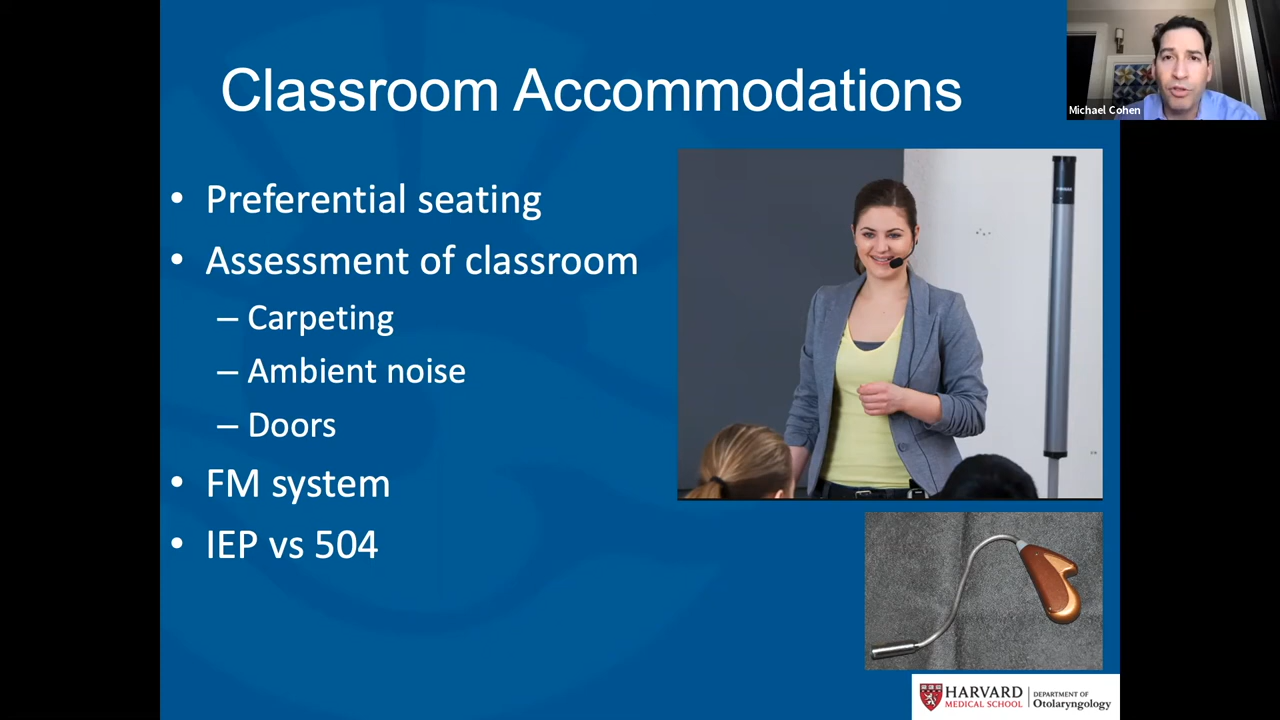 Classroom Accommodations
Michael Cohen
• Preferential seating
• Assessment of classroom
– Carpeting
– Ambient noise
– Doors
• FM system
• IEP vs 504
HARVARD
MEDICAL SCHOOL
DEPARTMENT OF
Otolaryngology